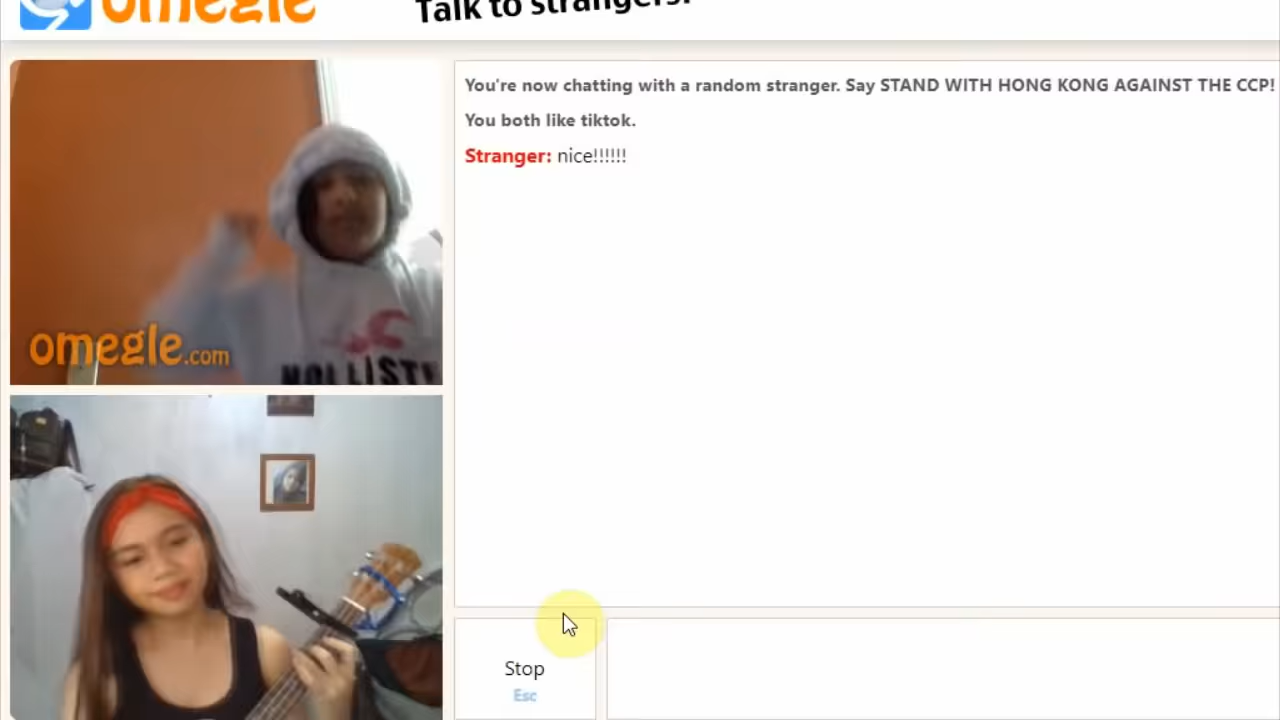 omegle
Talk to strangers!
You're now chatting with a random stranger. Say STAND WITH HONG KONG AGAINST THE CCP!
You both like tiktok.
Stranger: nice!!!!!!
omegle.com
HOLLISTE
Stop
Esc